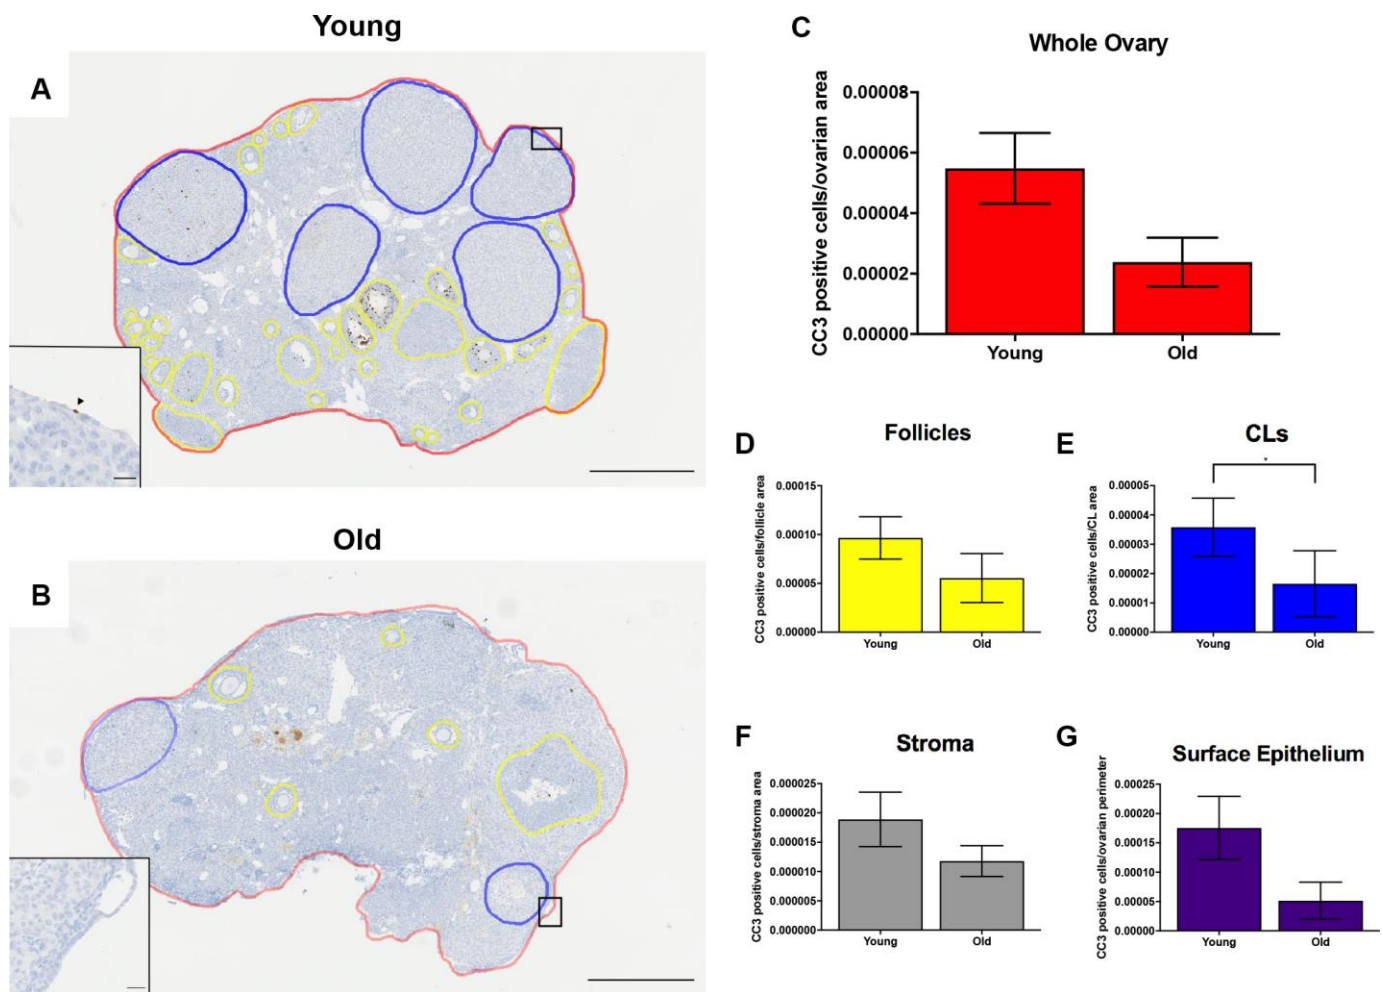 Young
A
Old
B
C
Whole Ovary
CC3 positive cells/ovarian area
0.00008
0.00006
0.00004
0.00002
0.00000
Young
Old
D
Follicles
CC3 positive cells/follicle area
0.00015
0.00010
0.00005
0.00000
Young
Old
E
CLs
*
CC3 positive cells/CL area
0.00005
0.00004
0.00003
0.00002
0.00001
0.00000
Young
Old
F
Stroma
CC3 positive cells/stroma area
0.000025
0.000020
0.000015
0.000010
0.000005
0.000000
Young
Old
G
Surface Epithelium
CC3 positive cells/ovarian perimeter
0.00025
0.00020
0.00015
0.00010
0.00005
0.00000
Young
Old